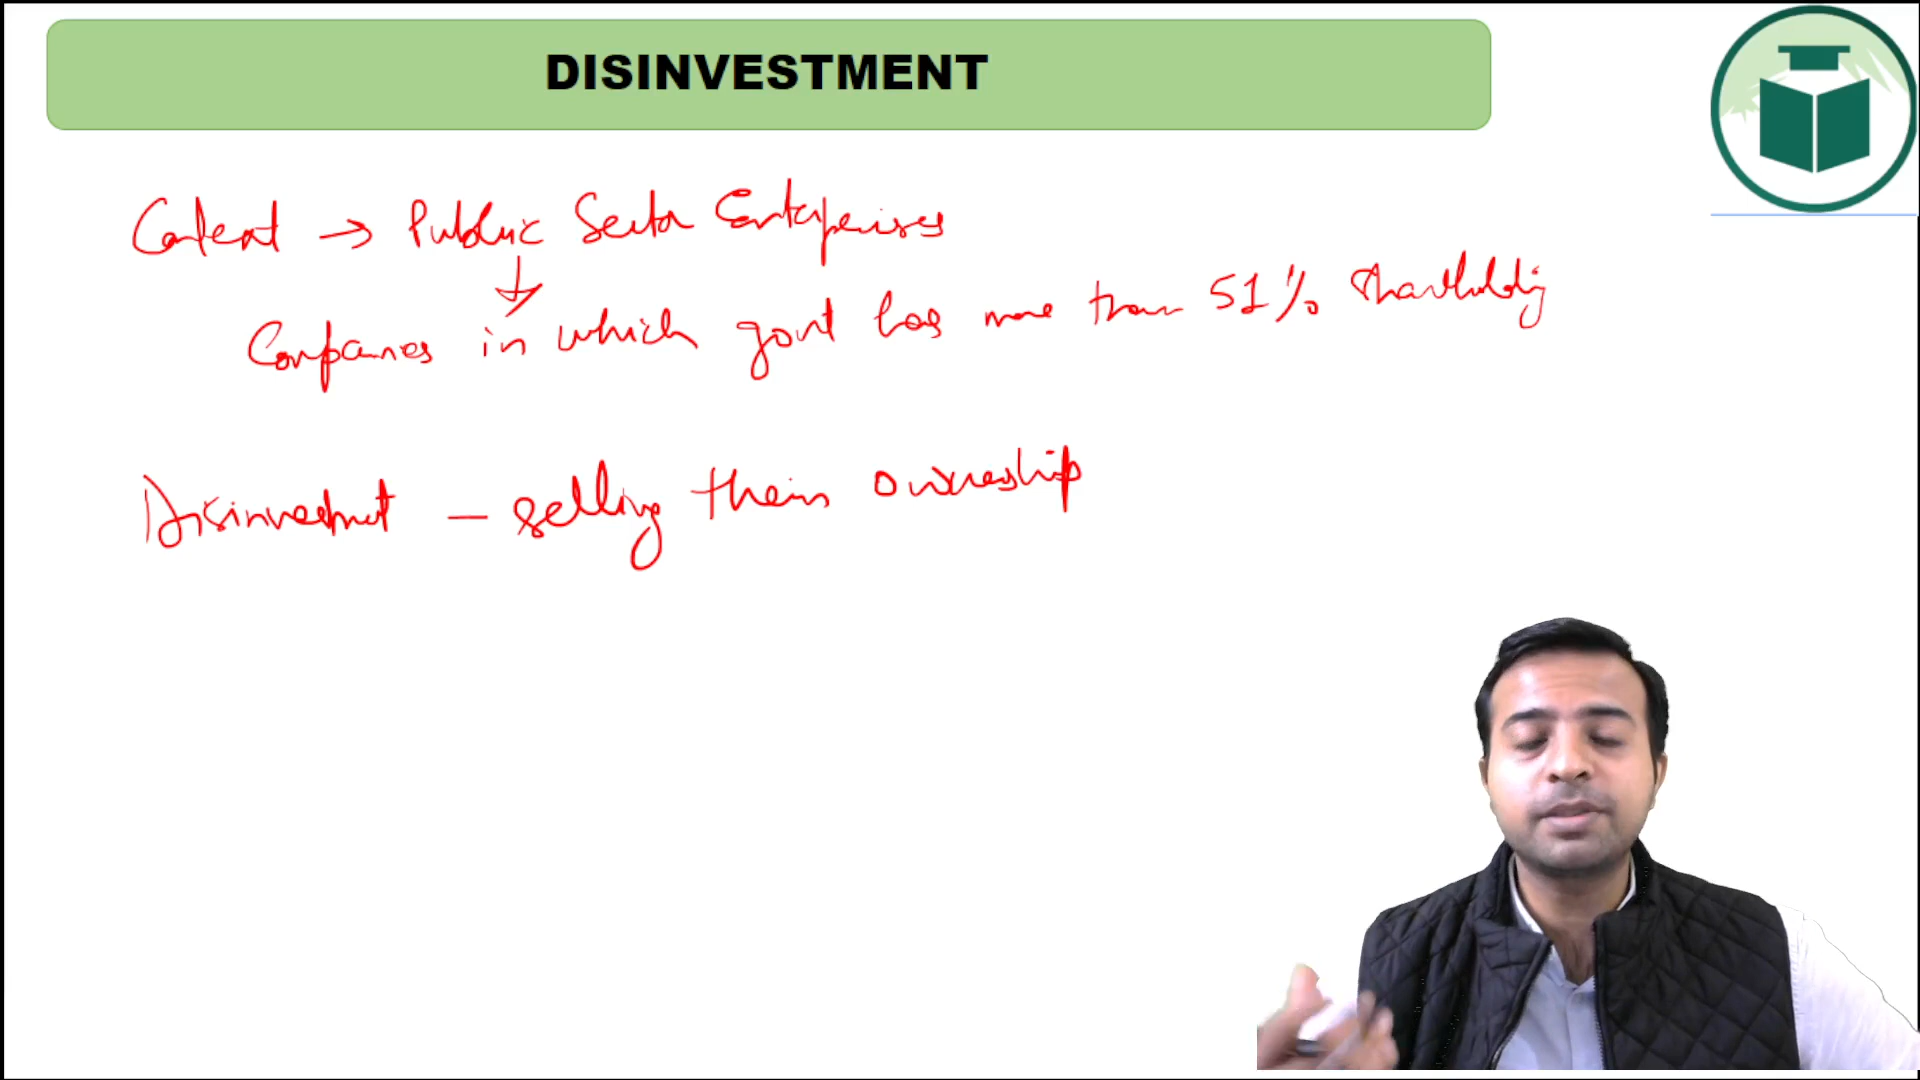 DISINVESTMENT
Context → Public Sector Enterprises
↓
Companies in which govt has more than 51% Shareholding
Disinvestment – selling their ownership